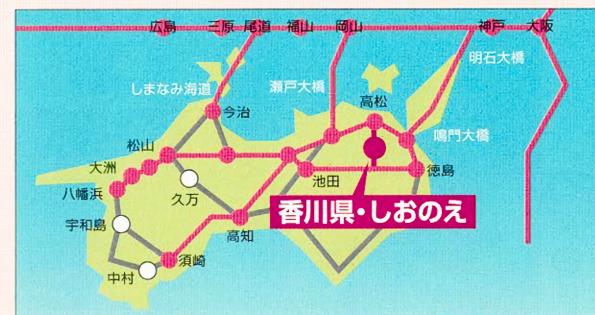 広島 三原 尾道 福山 岡山 神戸 大阪
明石大橋
しまなみ海道 瀬戸大橋
高松
今治
鳴門大橋
松山
大洲
池田 徳島
八幡浜
久万
香川県・しおのえ
宇和島
高知
須崎
中村